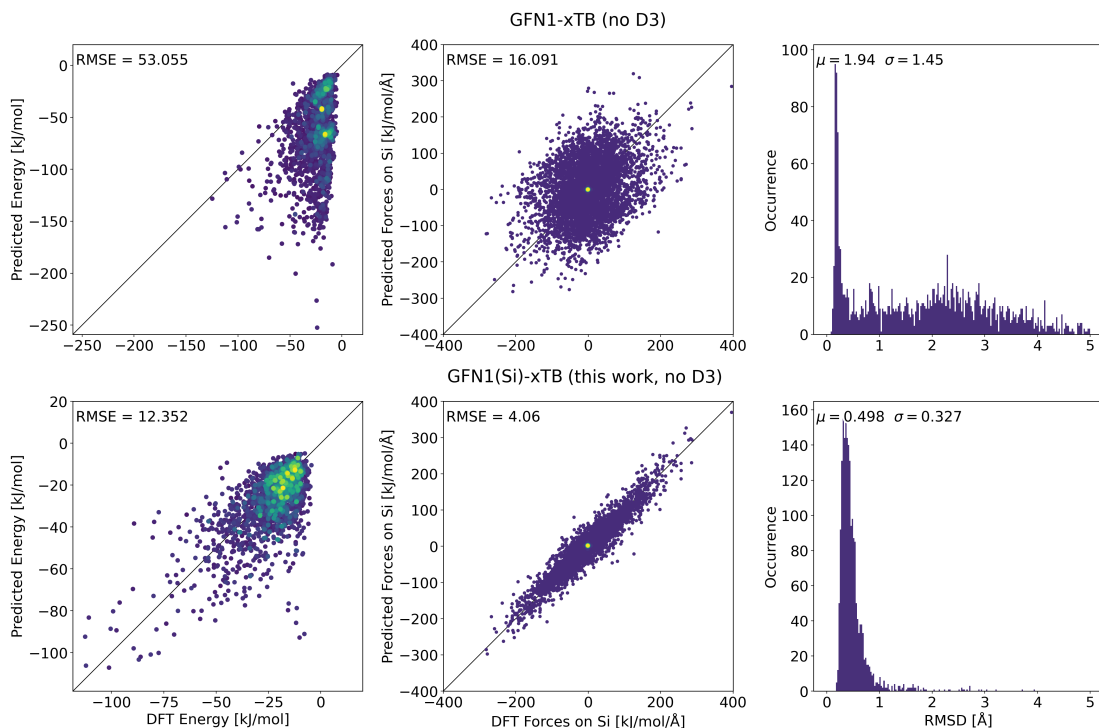 GFN1-xTB (no D3)
RMSE = 53.055
Predicted Energy [kJ/mol]
0
−50
−100
−150
−200
−250
−250 −200 −150 −100 −50 0
RMSE = 16.091
Predicted Forces on Si [kJ/mol/Å]
400
300
200
100
0
−100
−200
−300
−400
−400 −200 0 200 400
μ = 1.94 σ = 1.45
Occurrence
100
80
60
40
20
0
0 1 2 3 4 5
GFN1(Si)-xTB (this work, no D3)
RMSE = 12.352
Predicted Energy [kJ/mol]
20
0
−20
−40
−60
−80
−100
−100 −75 −50 −25 0
DFT Energy [kJ/mol]
RMSE = 4.06
Predicted Forces on Si [kJ/mol/Å]
400
300
200
100
0
−100
−200
−300
−400
−400 −200 0 200 400
DFT Forces on Si [kJ/mol/Å]
μ = 0.498 σ = 0.327
Occurrence
160
140
120
100
80
60
40
20
0
0 1 2 3 4 5
RMSD [Å]